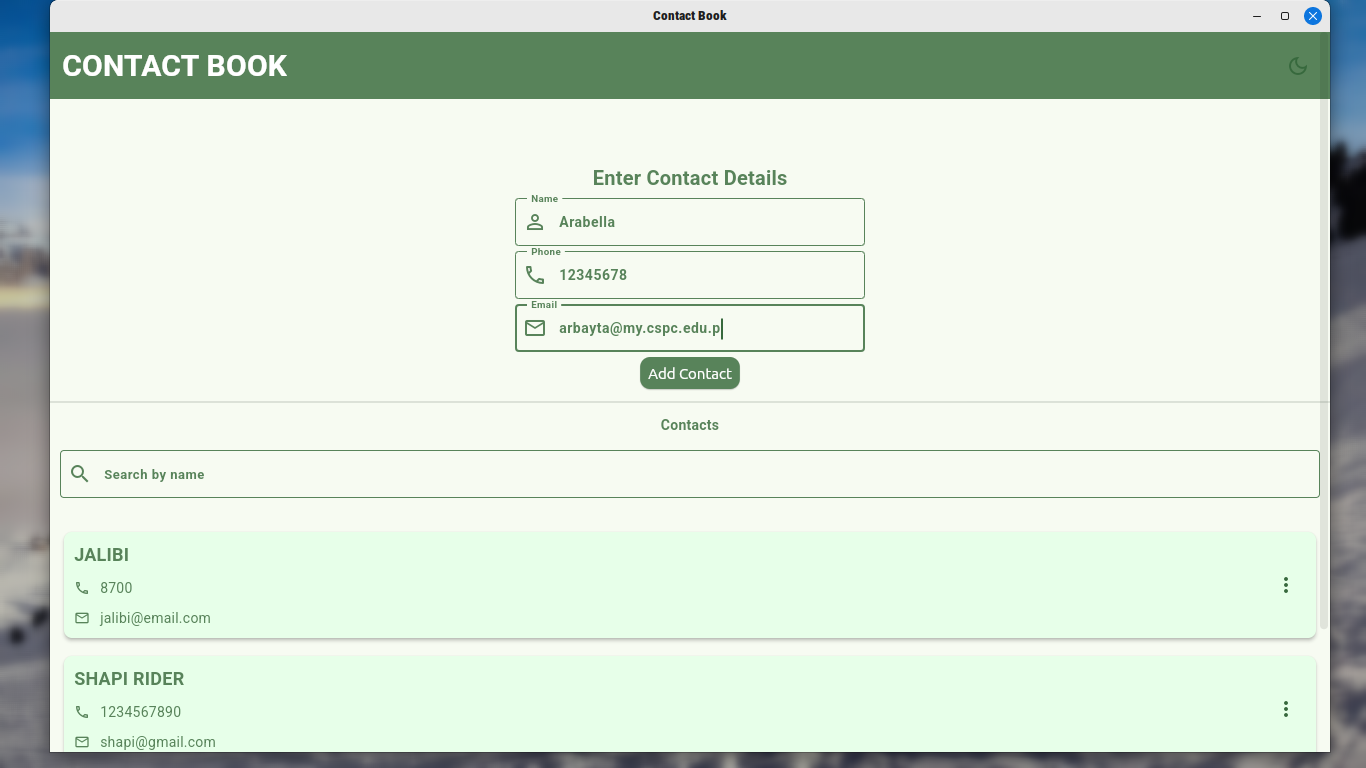 Contact Book
CONTACT BOOK
Enter Contact Details
Name
Arabella
Phone
12345678
Email
arbayta@my.cspc.edu.p
Add Contact
Contacts
Search by name
JALIBI
8700
jalibi@email.com
SHAPI RIDER
1234567890
shapi@gmail.com